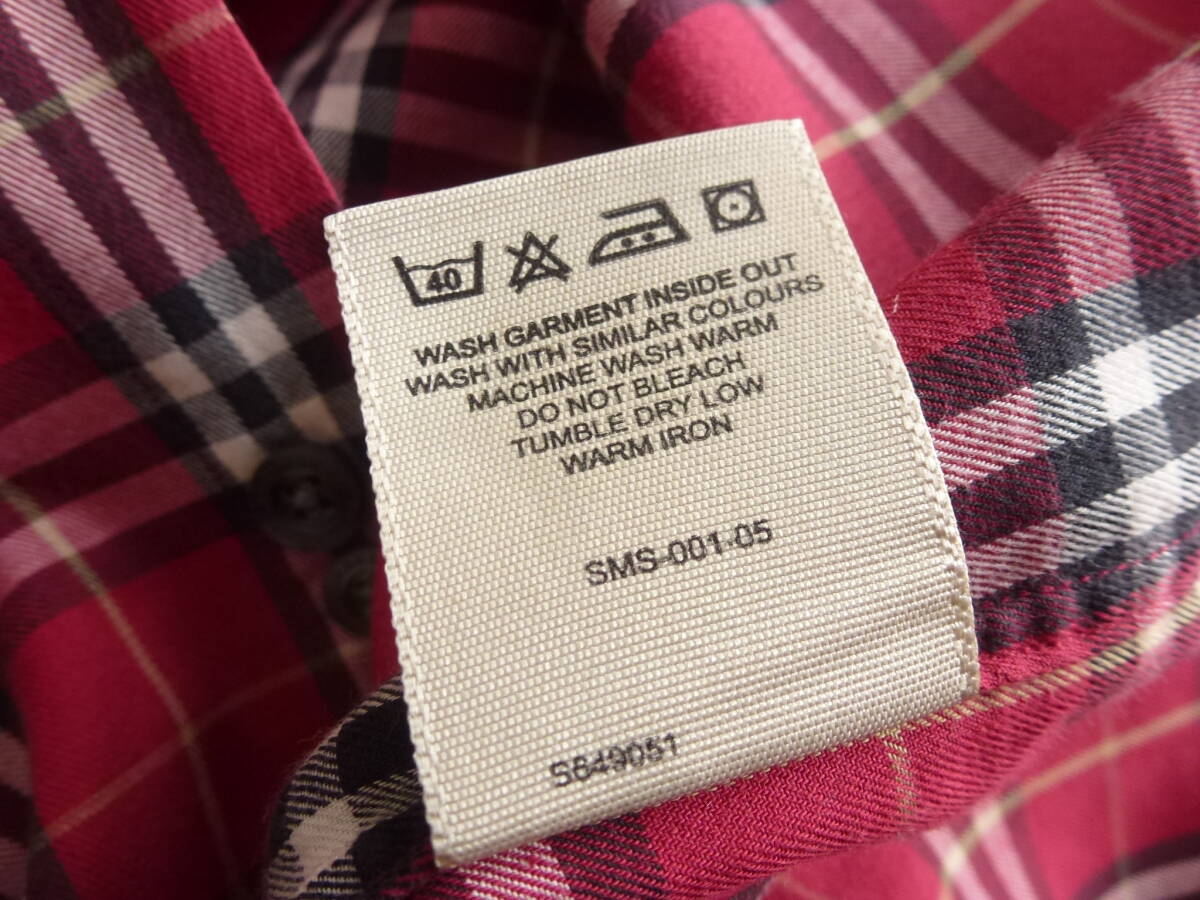 40
WASH GARMENT INSIDE OUT
WASH WITH SIMILAR COLOURS
MACHINE WASH WARM
DO NOT BLEACH
TUMBLE DRY LOW
WARM IRON
SMS-001-05
S649051